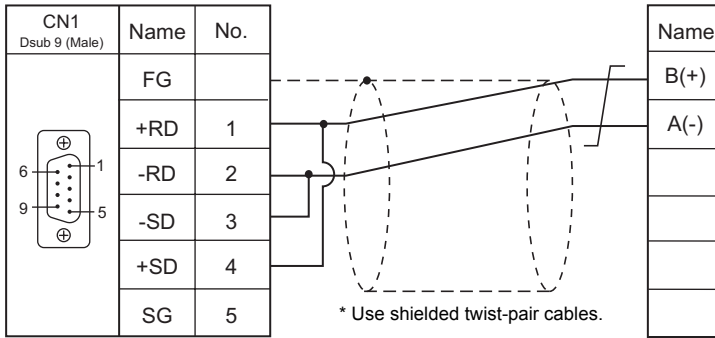 CN1
Dsub 9 (Male)
Name
No.
Name
FG
B(+)
+RD
1
A(-)
-RD
2
6
1
9
5
-SD
3
+SD
4
SG
5
* Use shielded twist-pair cables.